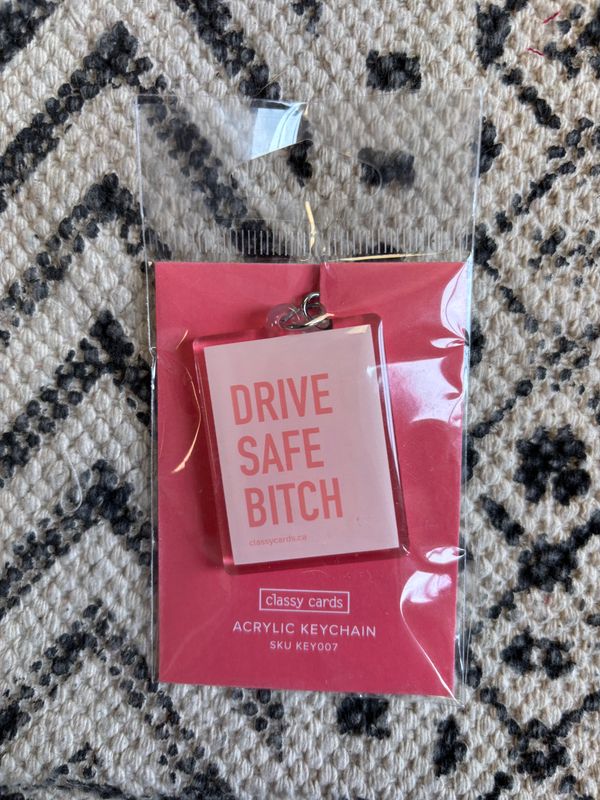 DRIVE
SAFE
BITCH
classycards.ca
classy cards
ACRYLIC KEYCHAIN
SKU KEY007